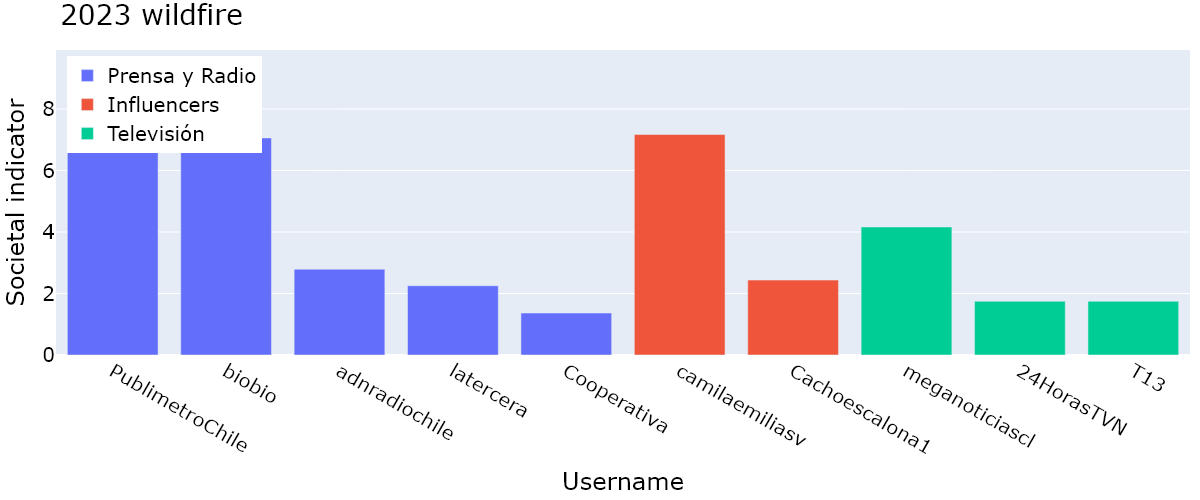 2023 wildfire
Prensa y Radio
Influencers
Televisión
Societal indicator
8
6
4
2
0
PublimetroChile
biobio
adnradiochile
latercera
Cooperativa
camilaemiliasv
Cachoescalona1
meganoticiascl
24HorasTVN
T13
Username